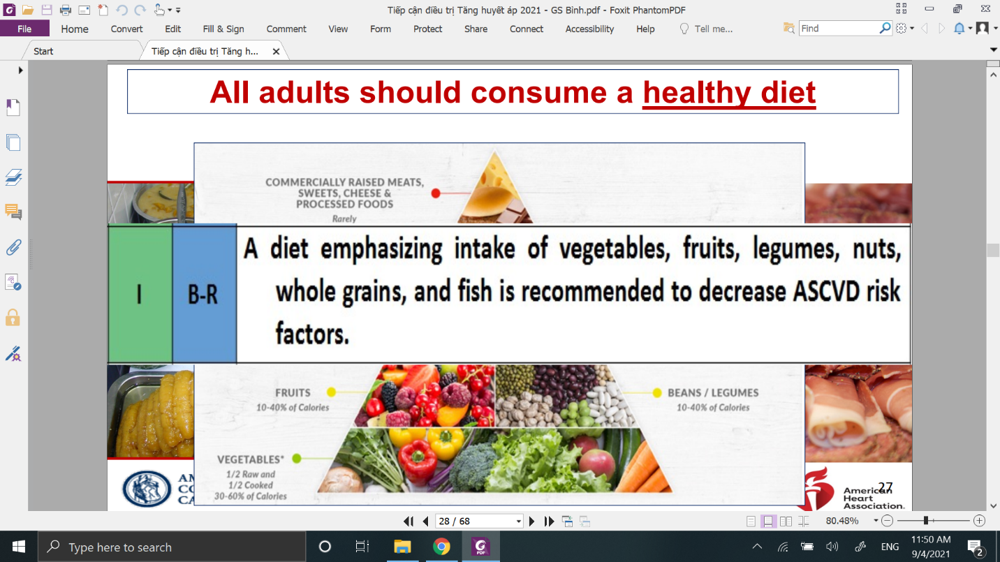 Tiếp cận điều trị Tăng huyết áp 2021 - GS Binh.pdf - Foxit PhantomPDF
File Home Convert Edit Fill & Sign Comment View Form Protect Share Connect Accessibility Help Tell me... Find
Start Tiếp cận điều trị Tăng h...
All adults should consume a healthy diet
COMMERCIALLY RAISED MEATS,
SWEETS, CHEESE &
PROCESSED FOODS
Rarely
I B-R
A diet emphasizing intake of vegetables, fruits, legumes, nuts,
whole grains, and fish is recommended to decrease ASCVD risk
factors.
FRUITS
10-40% of Calories
BEANS / LEGUMES
10-40% of Calories
VEGETABLES*
1/2 Raw and
1/2 Cooked
30-60% of Calories
AM
CO
CA
27
American
Heart
Association.
28 / 68 80.48%
Type here to search
PDF
ENG
11:50 AM
9/4/2021
2